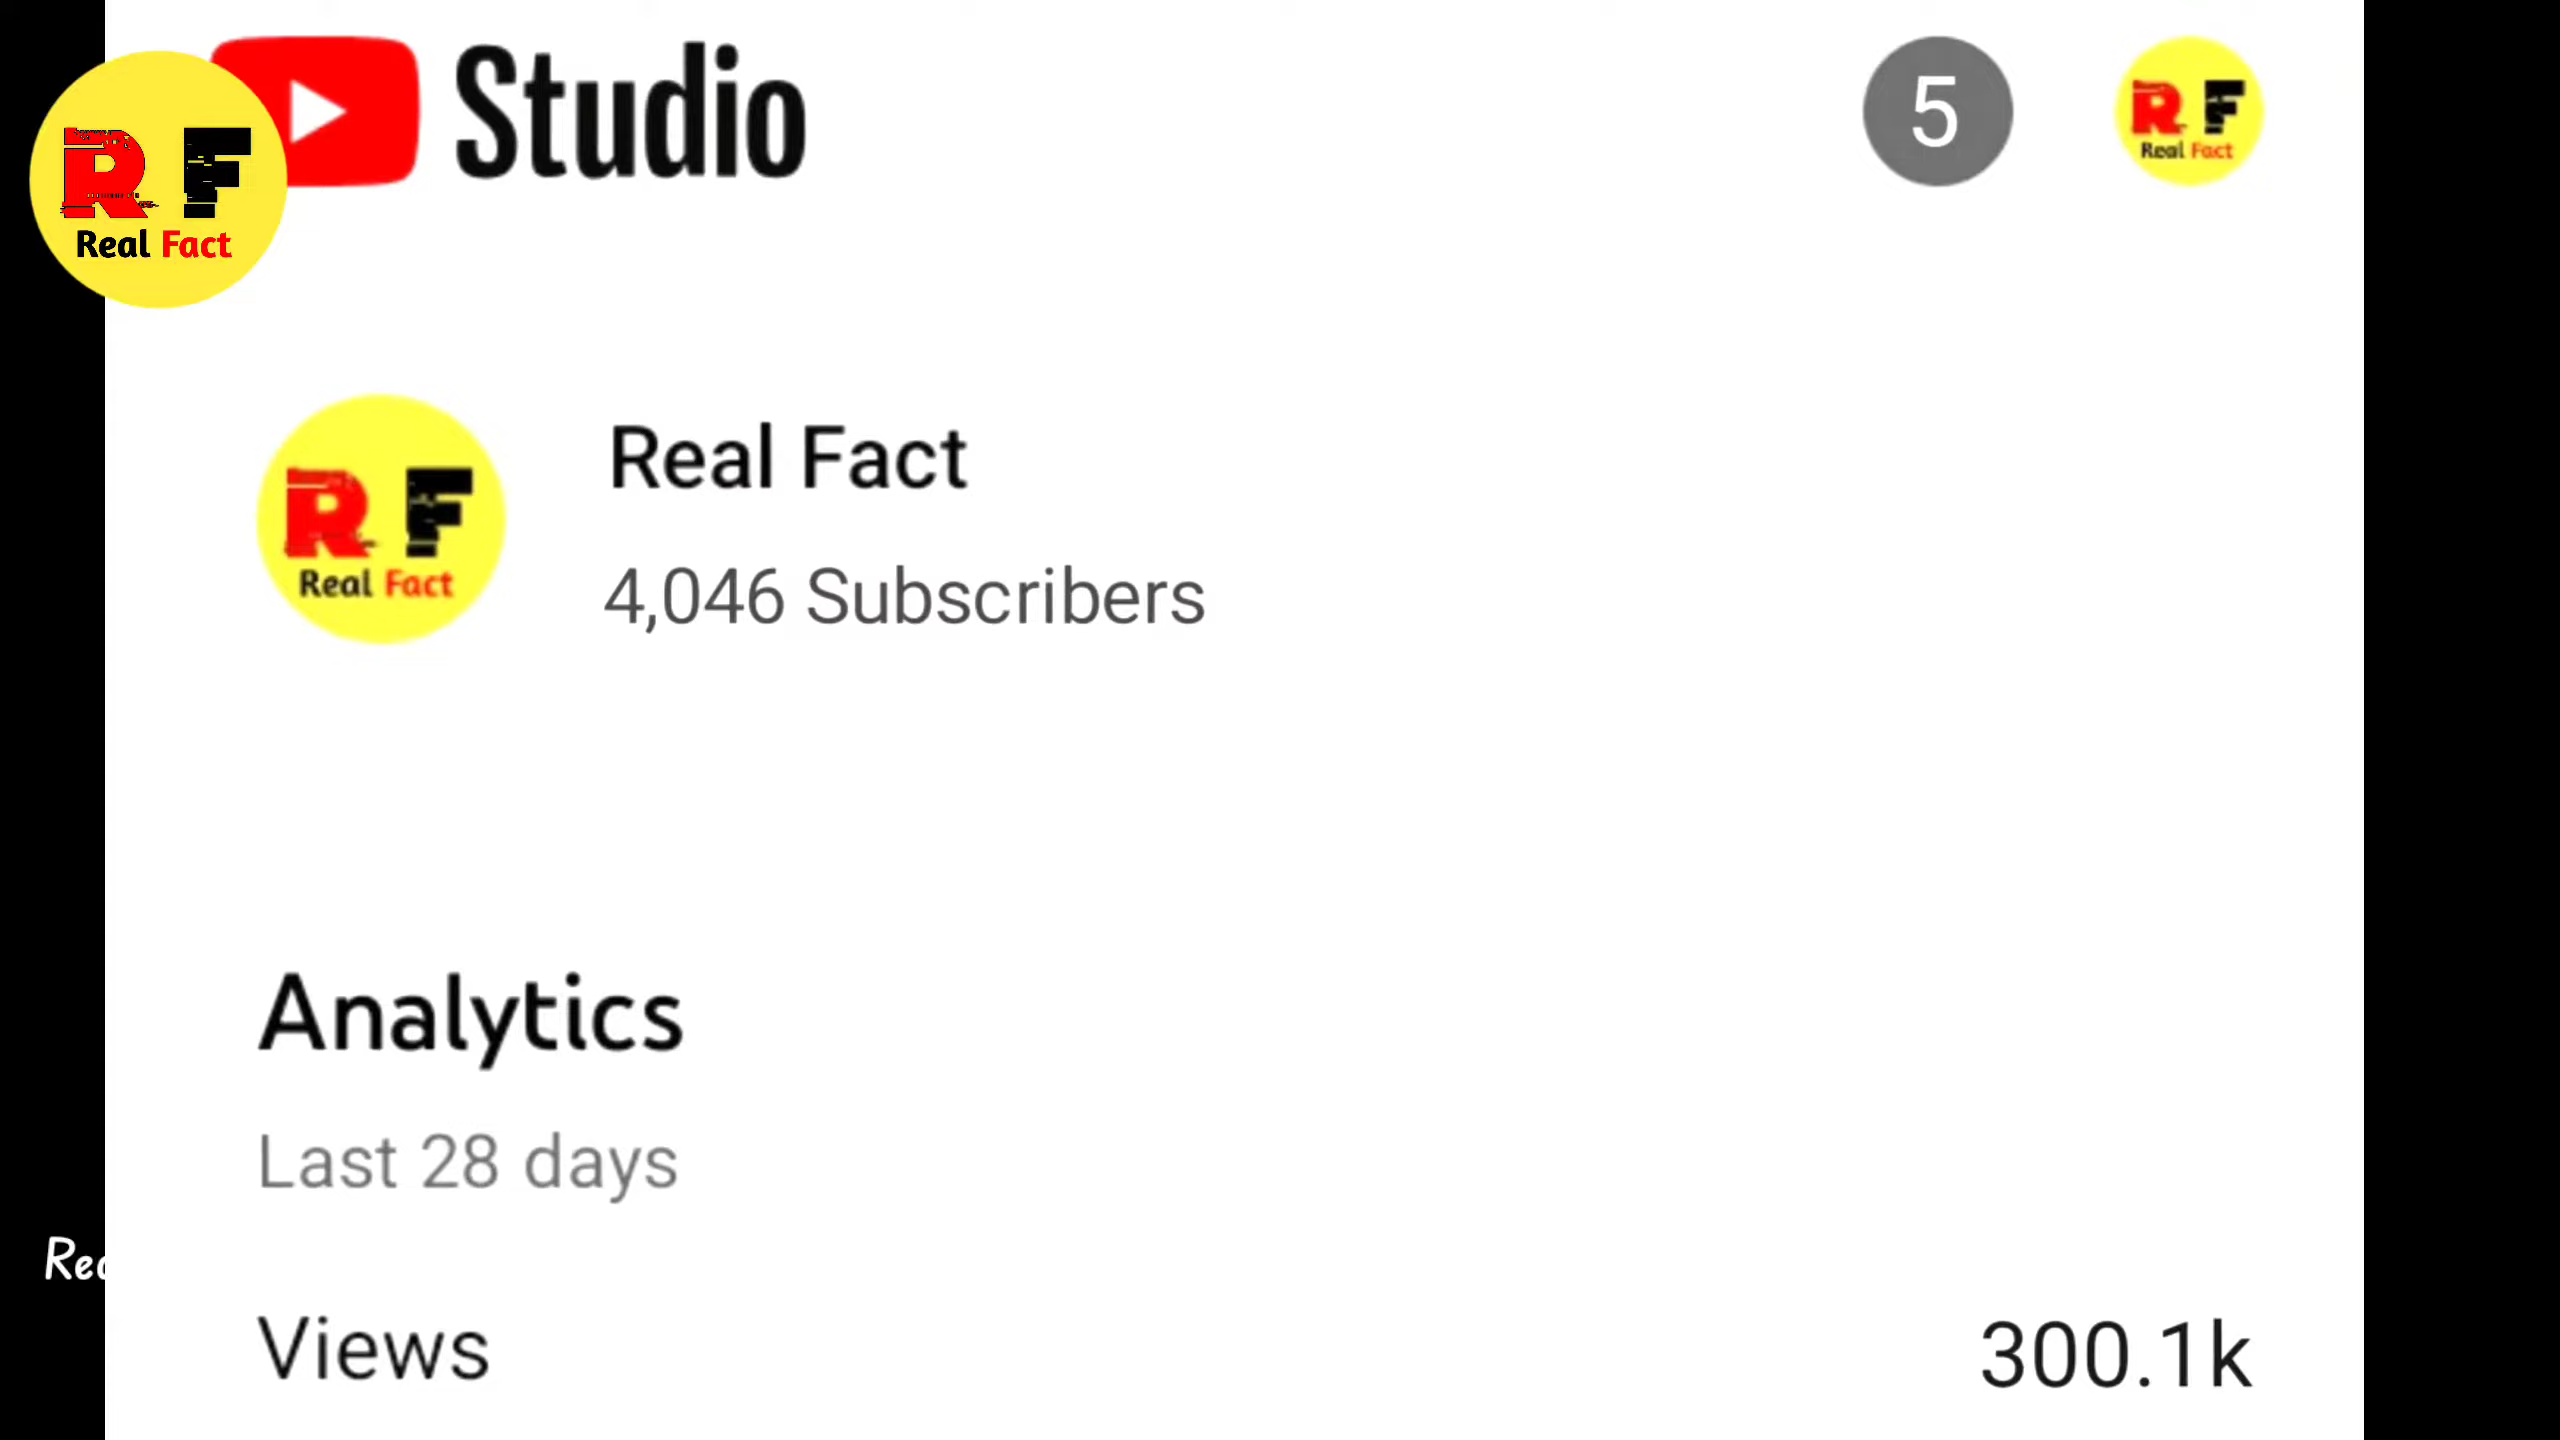 Studio
5
R F
Real Fact
R F
Real Fact
R F
Real Fact
Real Fact
4,046 Subscribers
Analytics
Last 28 days
Views
300.1k